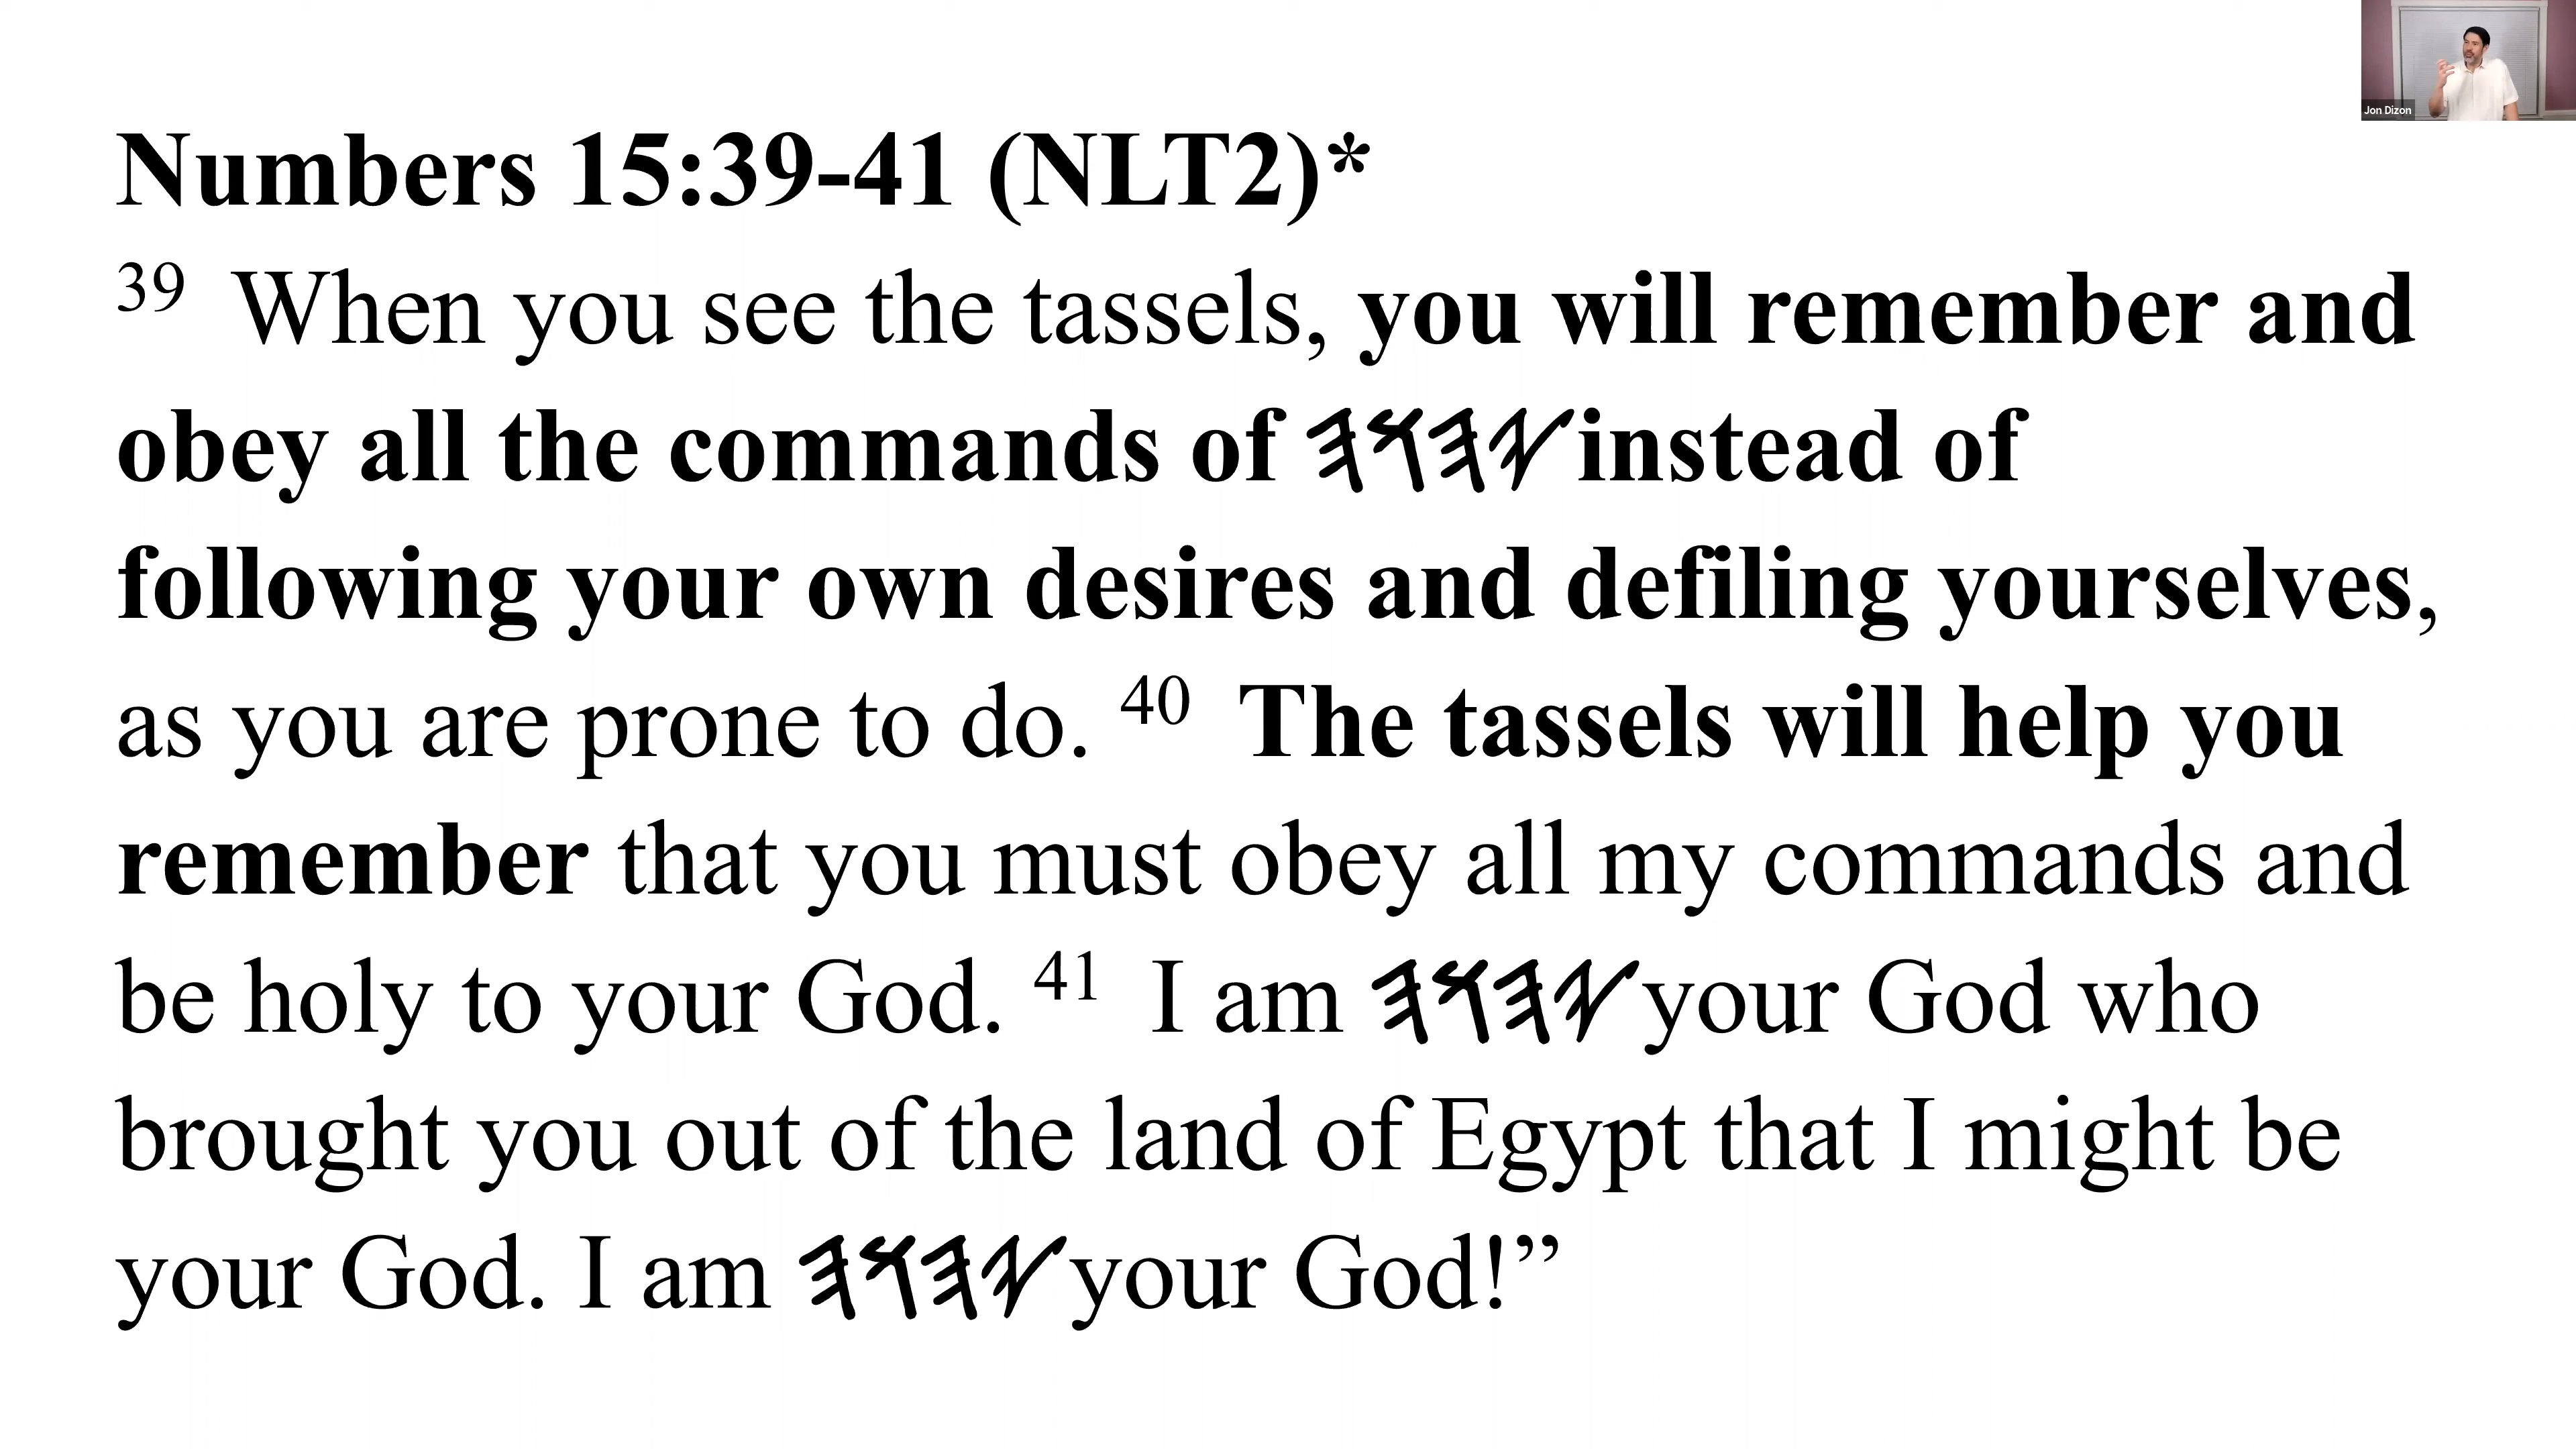 Jon Dizon
Numbers 15:39-41 (NLT2)*
39 When you see the tassels, you will remember and
obey all the commands of 𐤉𐤄𐤅𐤄 instead of
following your own desires and defiling yourselves,
as you are prone to do. 40 The tassels will help you
remember that you must obey all my commands and
be holy to your God. 41 I am 𐤉𐤄𐤅𐤄 your God who
brought you out of the land of Egypt that I might be
your God. I am 𐤉𐤄𐤅𐤄 your God!”